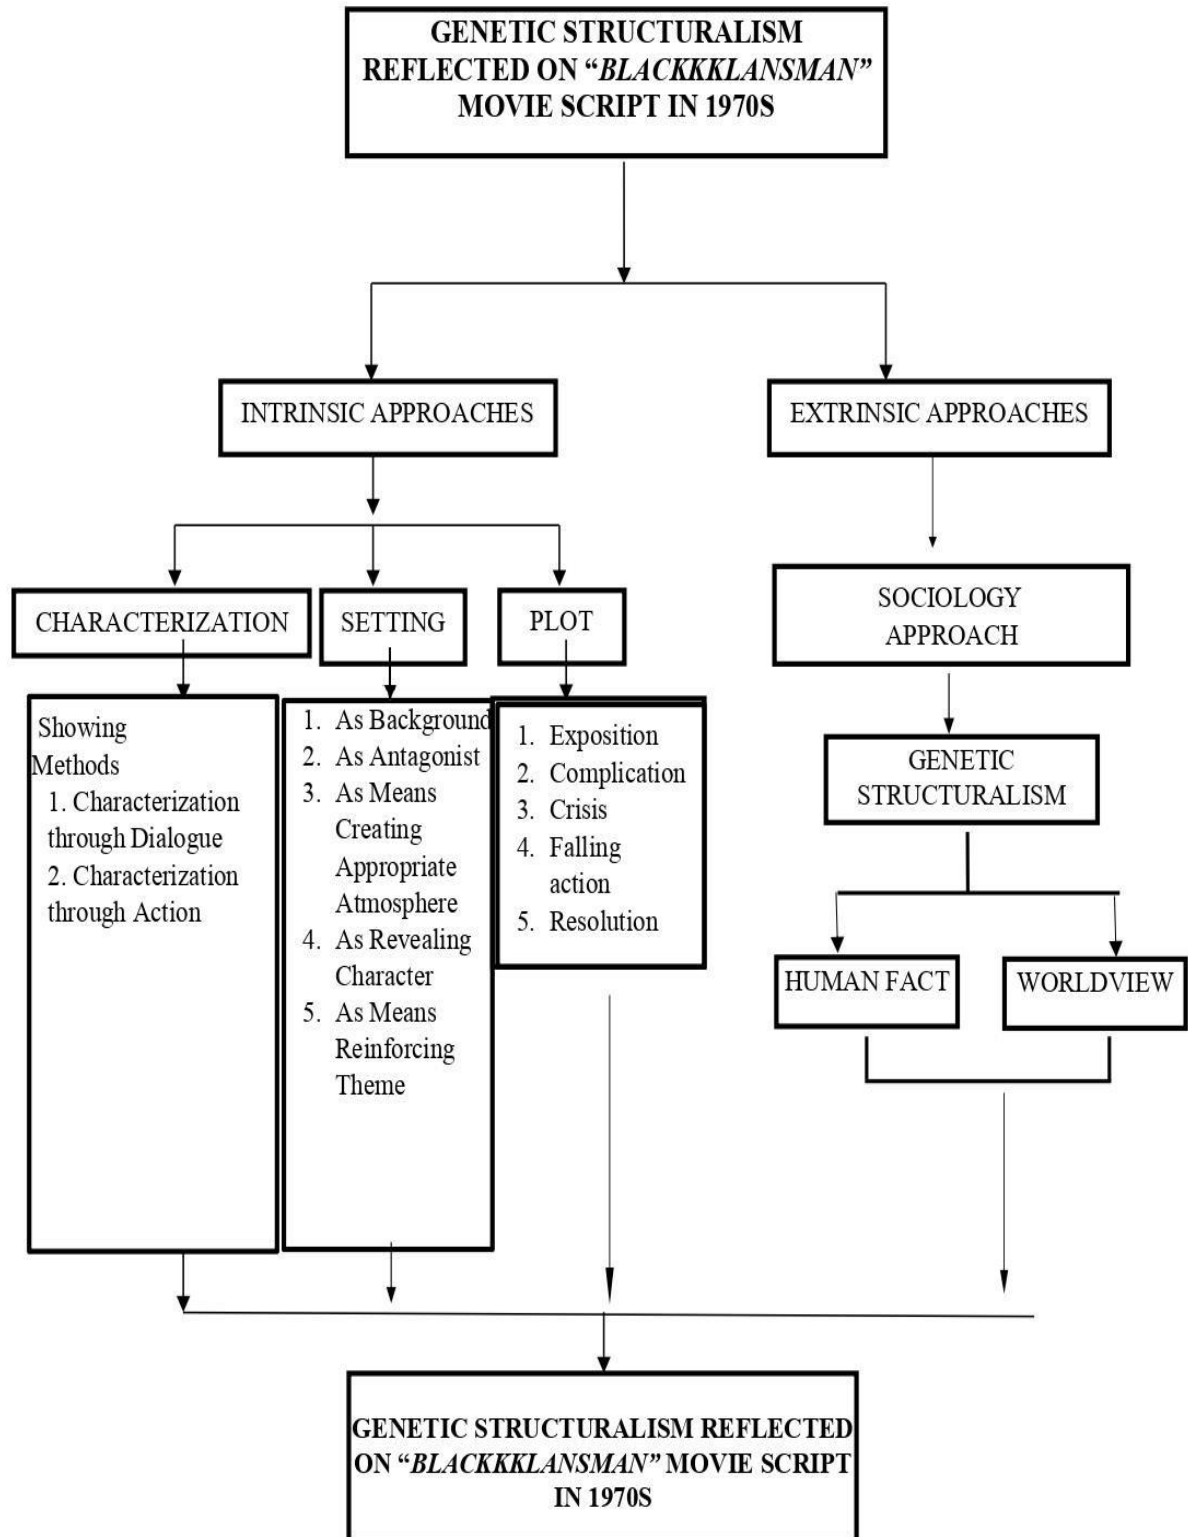 GENETIC STRUCTURALISM
REFLECTED ON “BLACKKKLANSMAN”
MOVIE SCRIPT IN 1970S
INTRINSIC APPROACHES
EXTRINSIC APPROACHES
CHARACTERIZATION
SETTING
PLOT
SOCIOLOGY
APPROACH
Showing
Methods
1. Characterization
through Dialogue
2. Characterization
through Action
1. As Background
2. As Antagonist
3. As Means
Creating
Appropriate
Atmosphere
4. As Revealing
Character
5. As Means
Reinforcing
Theme
1. Exposition
2. Complication
3. Crisis
4. Falling
action
5. Resolution
GENETIC
STRUCTURALISM
HUMAN FACT
WORLDVIEW
GENETIC STRUCTURALISM REFLECTED
ON “BLACKKKLANSMAN” MOVIE SCRIPT
IN 1970S